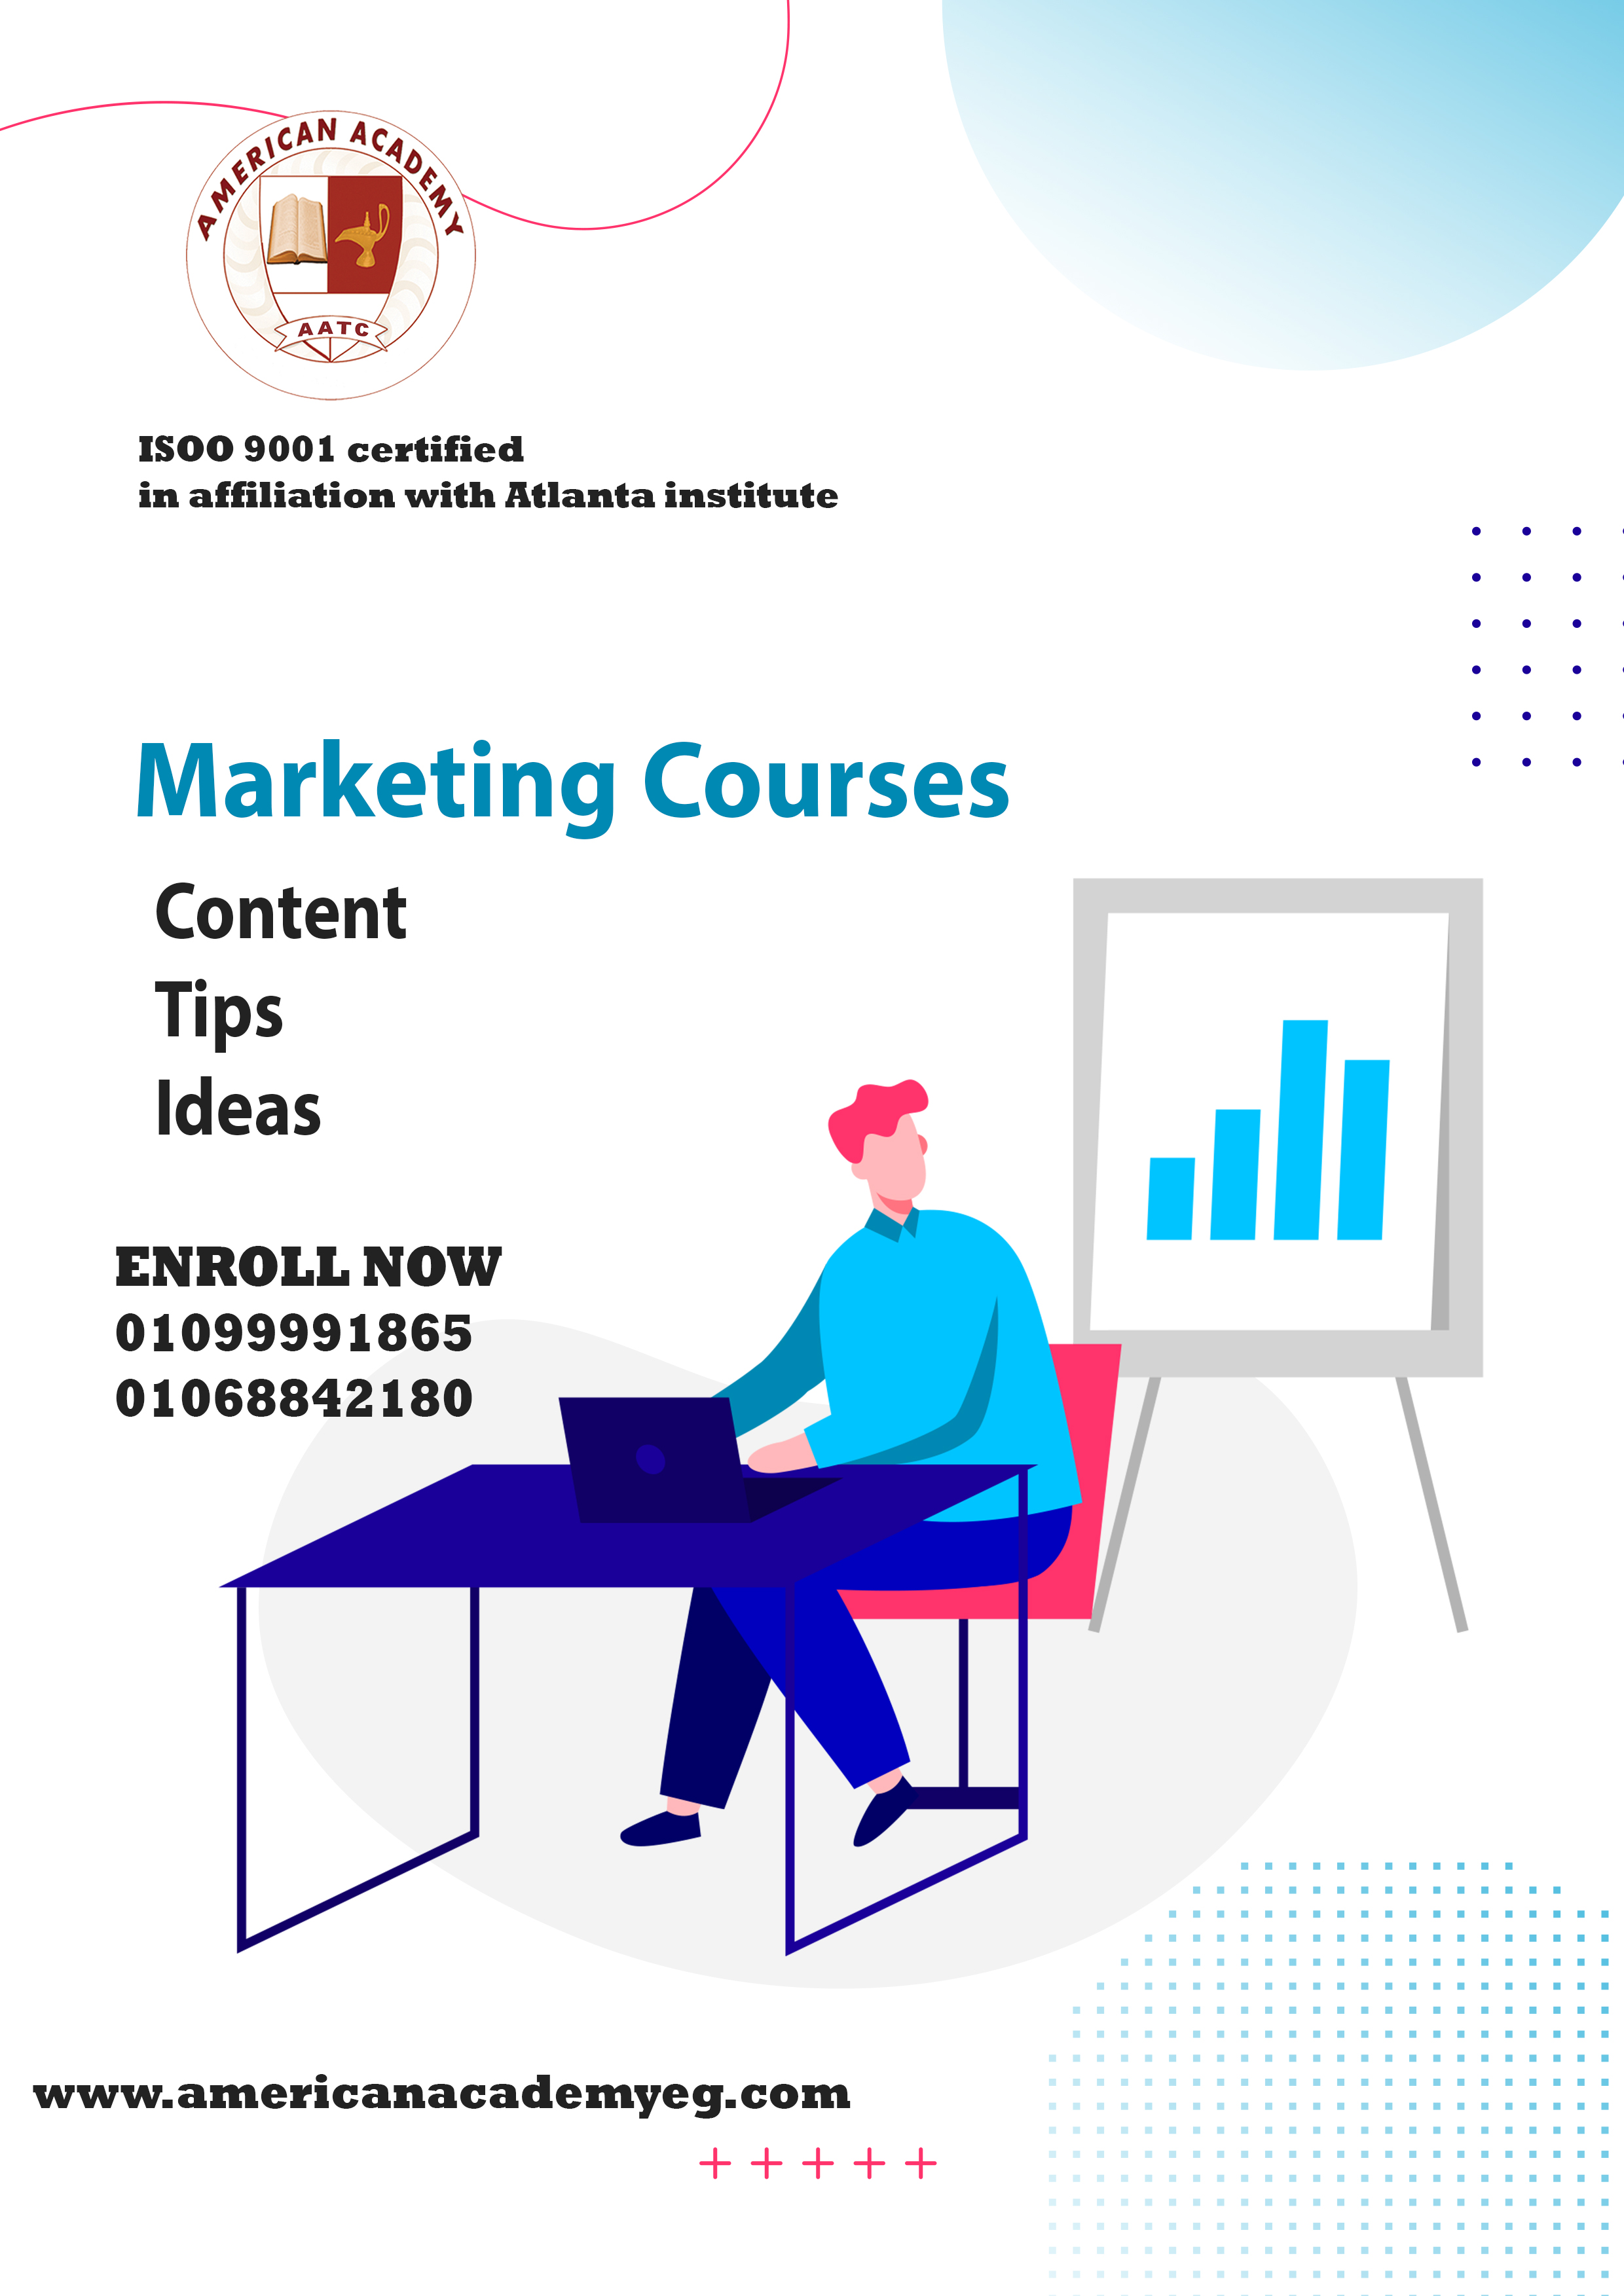 AMERICAN ACADEMY
AATC
ISOO 9001 certified
in affiliation with Atlanta institute
Marketing Courses
Content
Tips
Ideas
ENROLL NOW
01099991865
01068842180
www.americanacademyeg.com